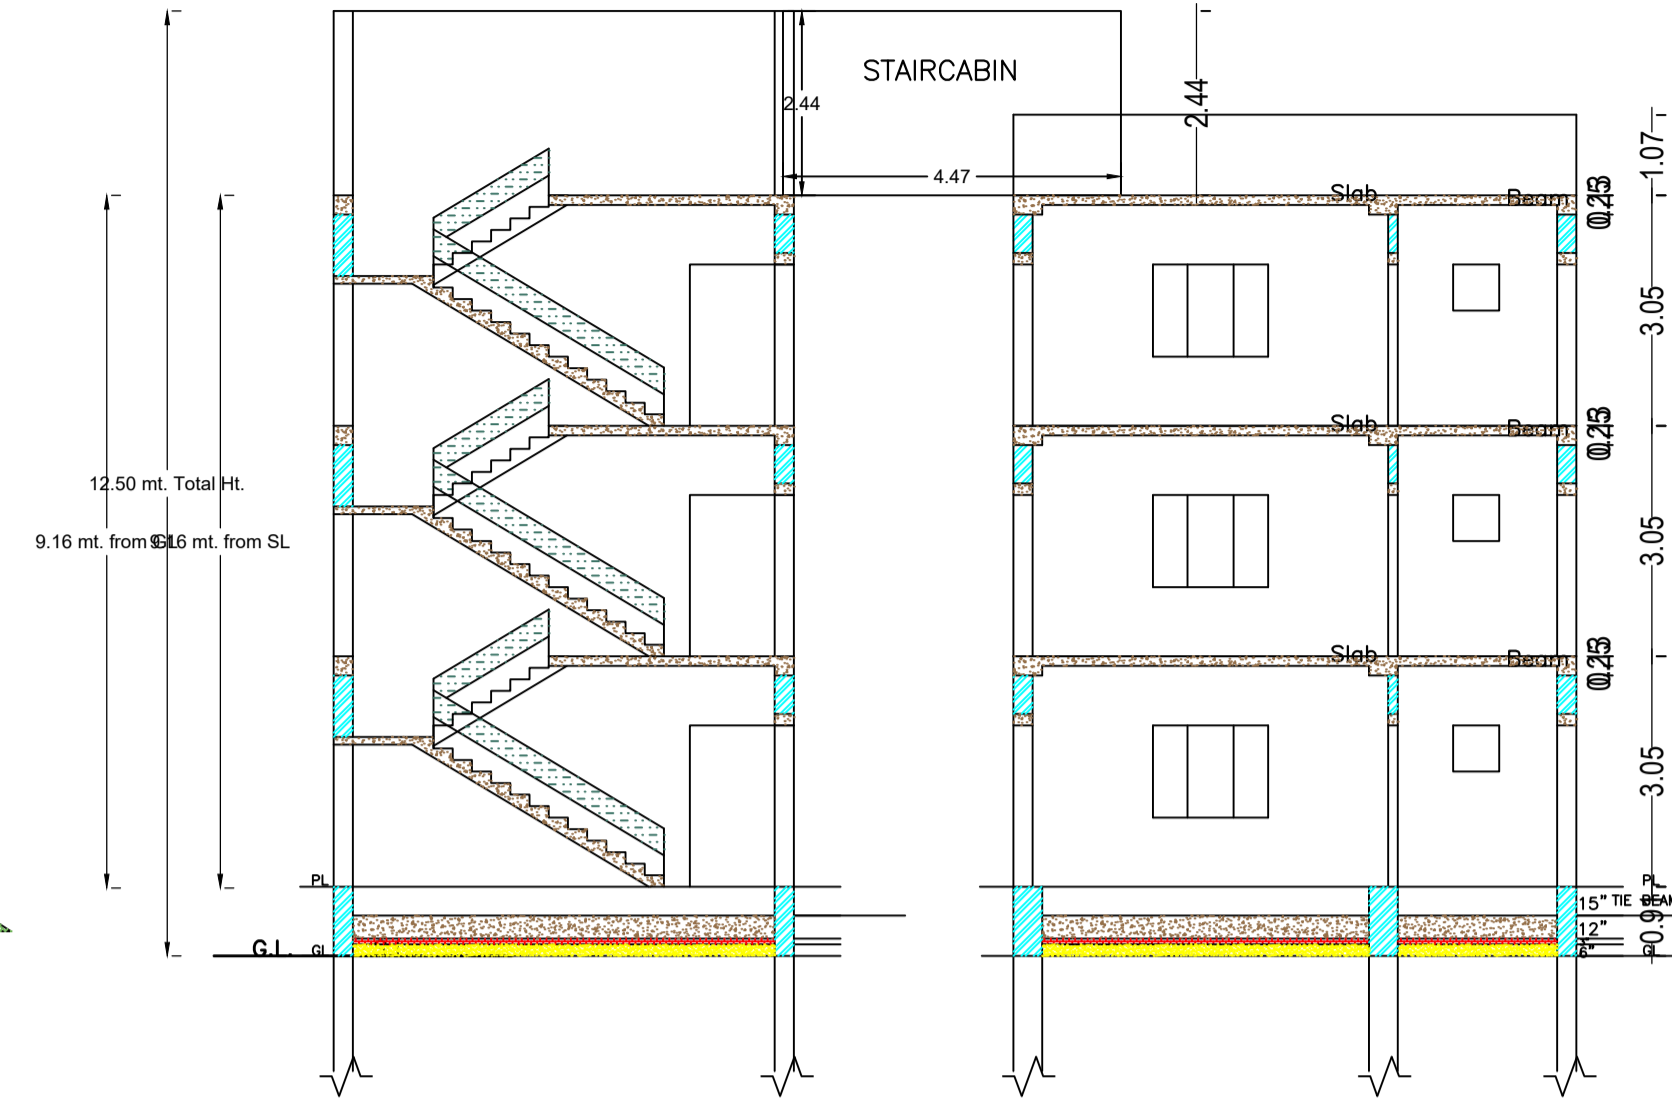 STAIRCABIN
2.44
2.44
4.47
1.07
Slab
Beam
3.05
Slab
Beam
12.50 mt. Total Ht.
9.16 mt. from GL
9.16 mt. from SL
3.05
Slab
Beam
3.05
PL
PL
15" TIE BEAM
12"
6"
G.L.
GL
GL